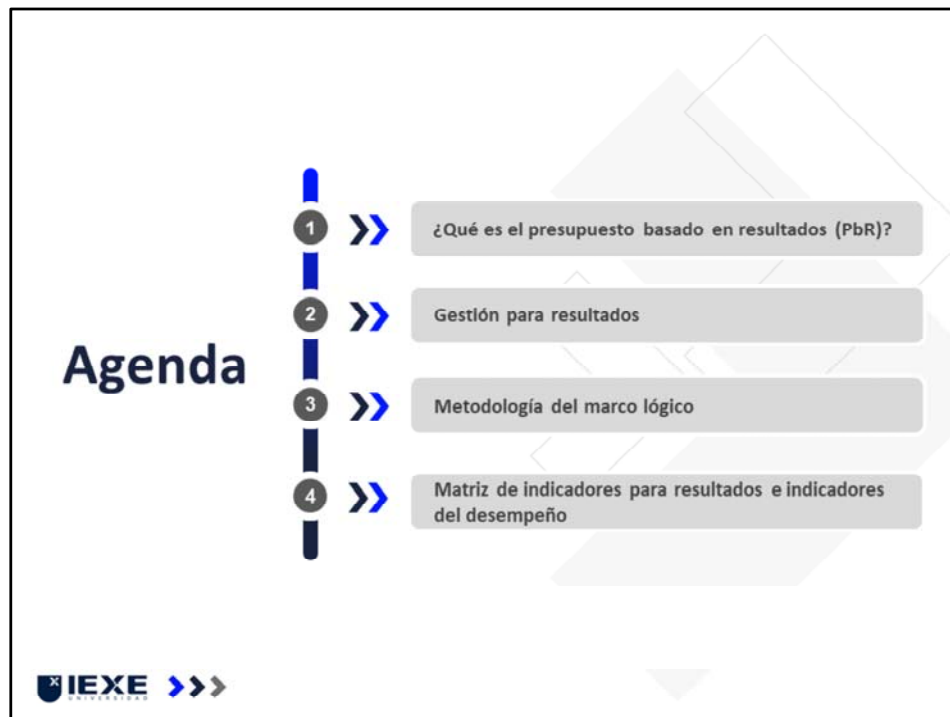 Agenda
1
¿Qué es el presupuesto basado en resultados (PbR)?
2
Gestión para resultados
3
Metodología del marco lógico
4
Matriz de indicadores para resultados e indicadores
del desempeño
IEXE
UNIVERSIDAD